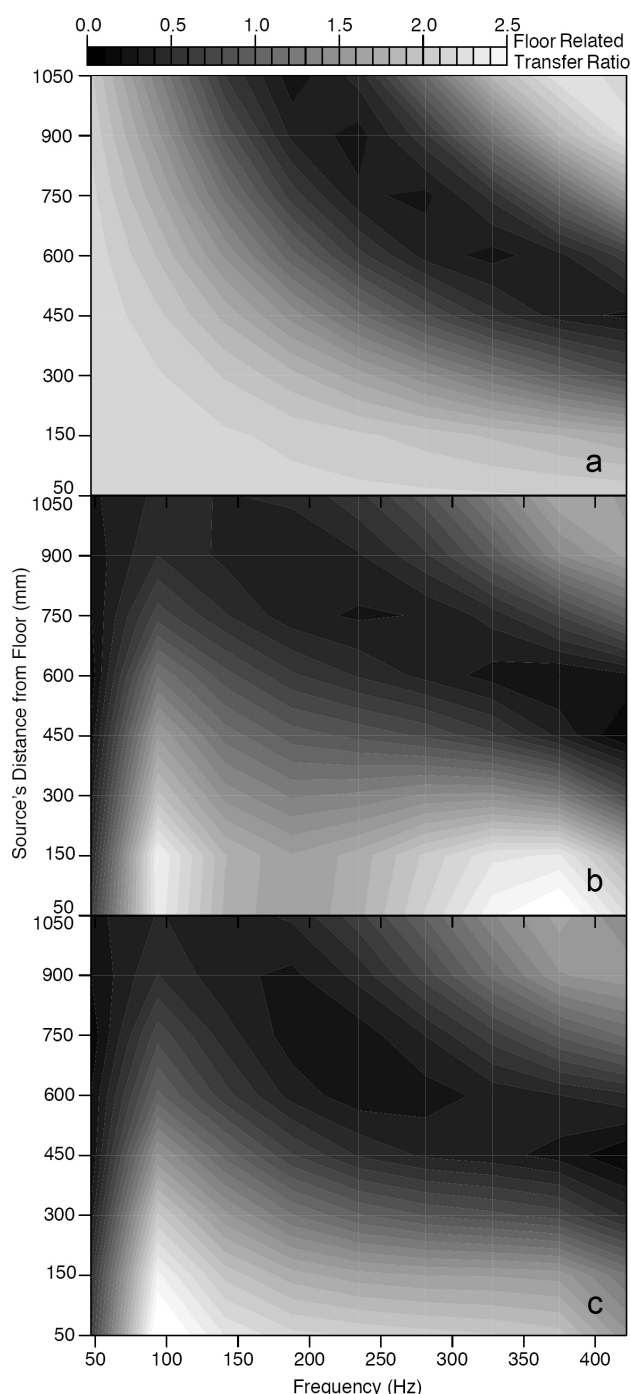 0.0 0.5 1.0 1.5 2.0 2.5
Floor Related
Transfer Ratio
1050
900
750
600
450
300
150
50
a
1050
900
750
600
450
300
150
50
b
1050
900
750
600
450
300
150
50
c
Source's Distance from Floor (mm)
50 100 150 200 250 300 350 400
Frequency (Hz)